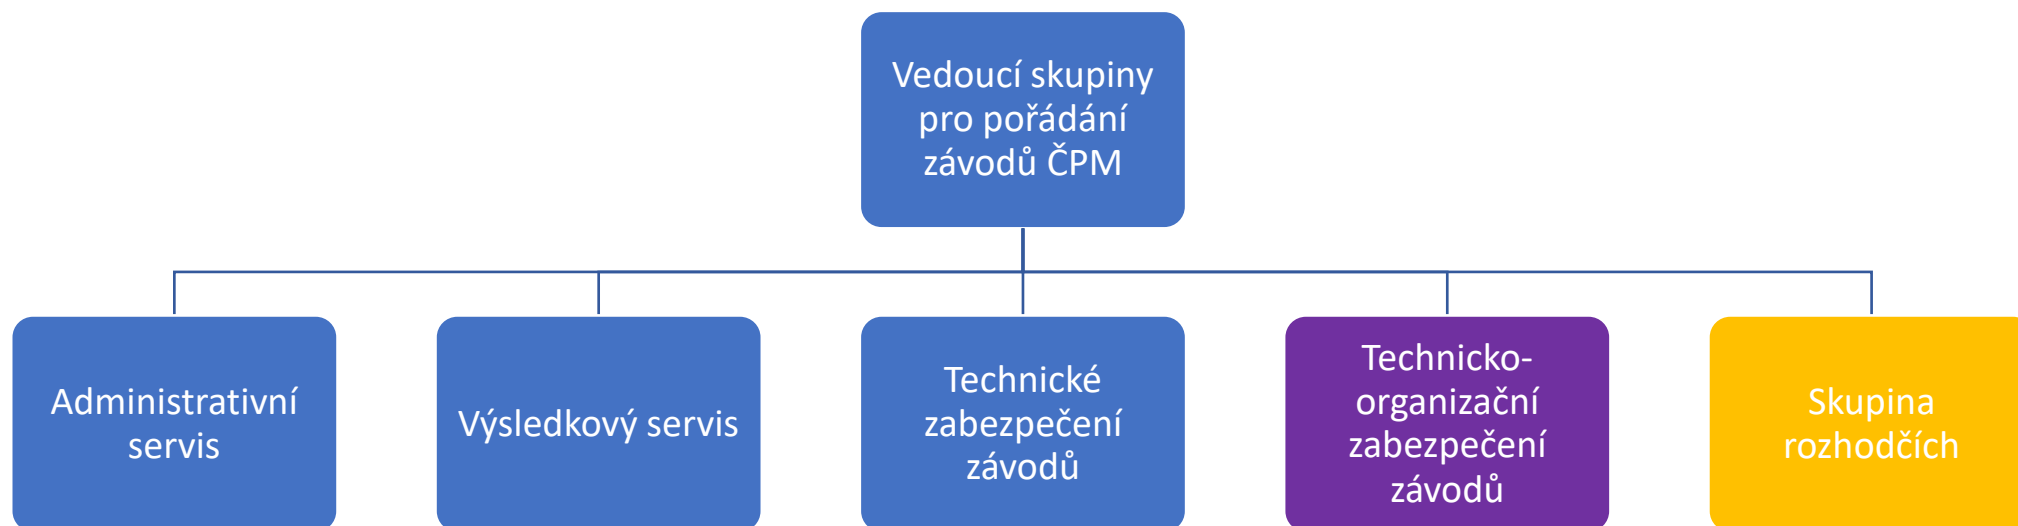 Vedoucí skupiny
pro pořádání
závodů ČPM
Administrativní
servis
Výsledkový servis
Technické
zabezpečení
závodů
Technicko-
organizační
zabezpečení
závodů
Skupina
rozhodčích